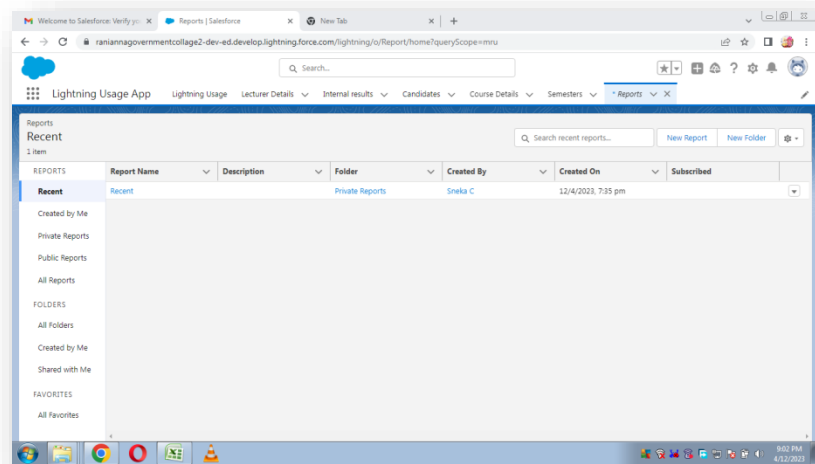 Welcome to Salesforce: Verify yo
Reports | Salesforce
New Tab
raniannagovernmentcollage2-dev-ed.develop.lightning.force.com/lightning/o/Report/home?queryScope=mru
Search...
Lightning Usage App Lightning Usage Lecturer Details Internal results Candidates Course Details Semesters * Reports
Reports
Recent
1 item
Search recent reports...
New Report New Folder
REPORTS Report Name Description Folder Created By Created On Subscribed
Recent Recent Private Reports Sneka C 12/4/2023, 7:35 pm
Created by Me
Private Reports
Public Reports
All Reports
FOLDERS
All Folders
Created by Me
Shared with Me
FAVORITES
All Favorites
9:02 PM
4/12/2023